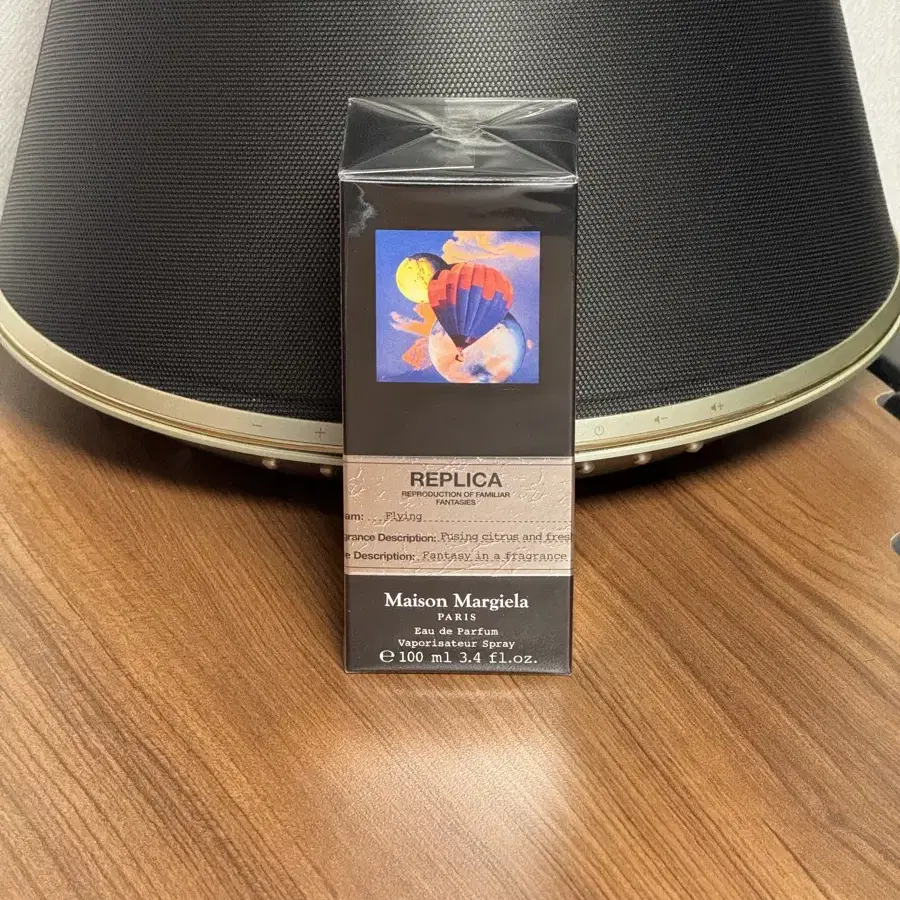 REPLICA
REPRODUCTION OF FAMILIAR
FANTASIES
am: Flying
grance Description: Fusing citrus and fres
e Description: Fantasy in a fragrance
Maison Margiela
PARIS
Eau de Parfum
Vaporisateur Spray
℮ 100 ml 3.4 fl.oz.